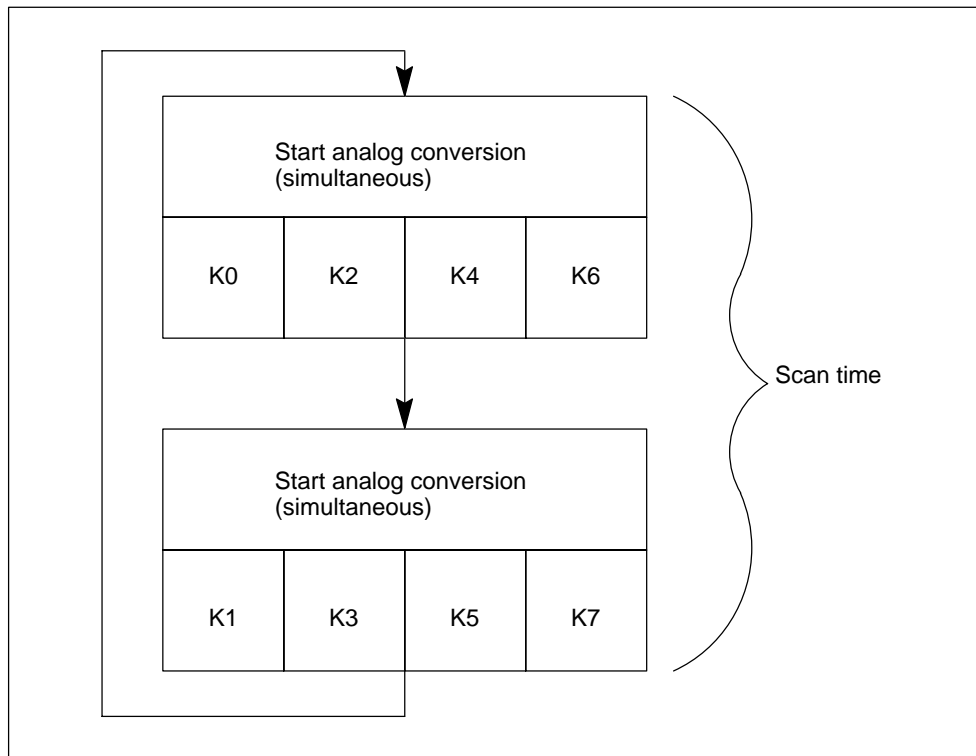 Start analog conversion
(simultaneous)
K0 K2 K4 K6
Scan time
Start analog conversion
(simultaneous)
K1 K3 K5 K7